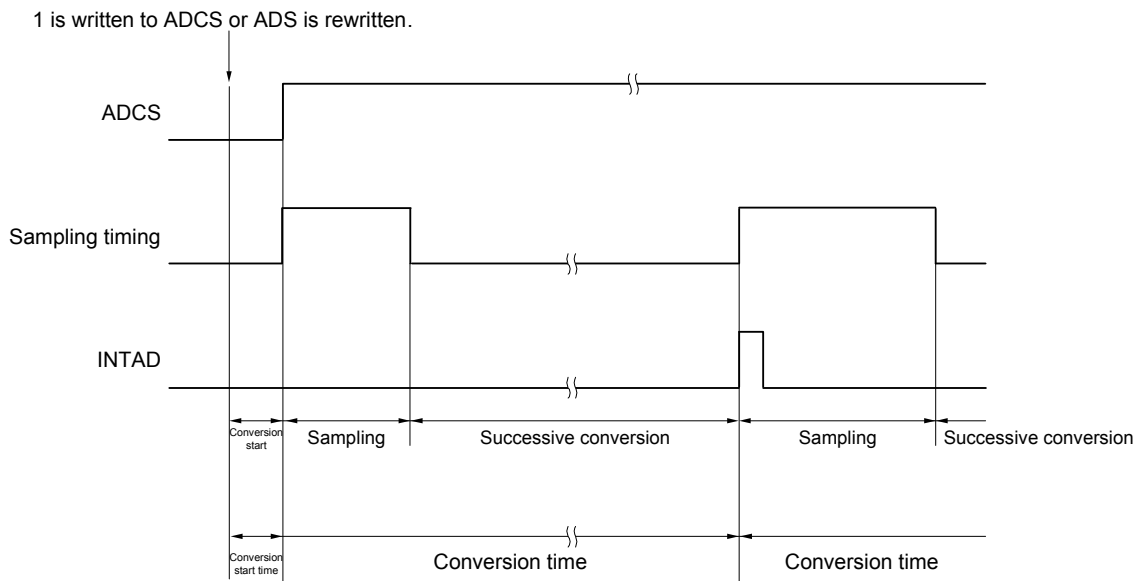 1 is written to ADCS or ADS is rewritten.
ADCS
Sampling timing
INTAD
Conversion
start
Sampling
Successive conversion
Sampling
Successive conversion
Conversion
start time
Conversion time
Conversion time